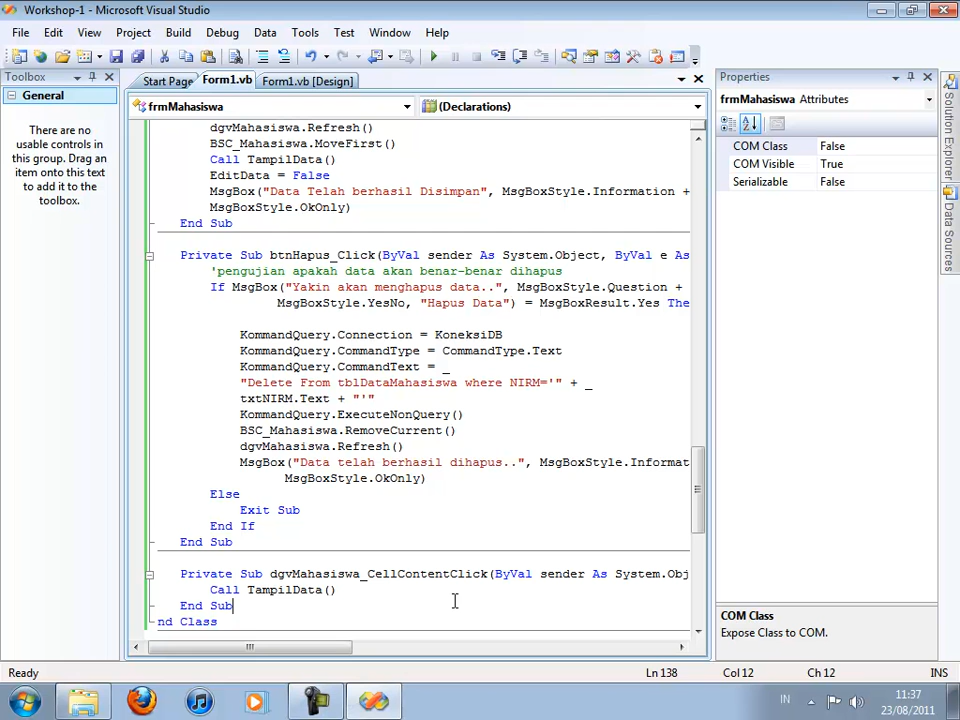 Workshop-1 - Microsoft Visual Studio
File Edit View Project Build Debug Data Tools Test Window Help
Toolbox
General
There are no
usable controls in
this group. Drag an
item onto this text
to add it to the
toolbox.
Start Page Form1.vb Form1.vb [Design]
frmMahasiswa (Declarations)
dgvMahasiswa.Refresh()
BSC_Mahasiswa.MoveFirst()
Call TampilData()
EditData = False
MsgBox("Data Telah berhasil Disimpan", MsgBoxStyle.Information +
MsgBoxStyle.OkOnly)
End Sub
Private Sub btnHapus_Click(ByVal sender As System.Object, ByVal e As
'pengujian apakah data akan benar-benar dihapus
If MsgBox("Yakin akan menghapus data..", MsgBoxStyle.Question +
MsgBoxStyle.YesNo, "Hapus Data") = MsgBoxResult.Yes The
KommandQuery.Connection = KoneksiDB
KommandQuery.CommandType = CommandType.Text
KommandQuery.CommandText = _
"Delete From tblDataMahasiswa where NIRM='" + _
txtNIRM.Text + "'"
KommandQuery.ExecuteNonQuery()
BSC_Mahasiswa.RemoveCurrent()
dgvMahasiswa.Refresh()
MsgBox("Data telah berhasil dihapus..", MsgBoxStyle.Informat
MsgBoxStyle.OkOnly)
Else
Exit Sub
End If
End Sub
Private Sub dgvMahasiswa_CellContentClick(ByVal sender As System.Obj
Call TampilData()
End Sub
nd Class
Properties
frmMahasiswa Attributes
COM Class False
COM Visible True
Serializable False
COM Class
Expose Class to COM.
Solution Explorer
Data Sources
Ready Ln 138 Col 12 Ch 12 INS
IN 11:37
23/08/2011